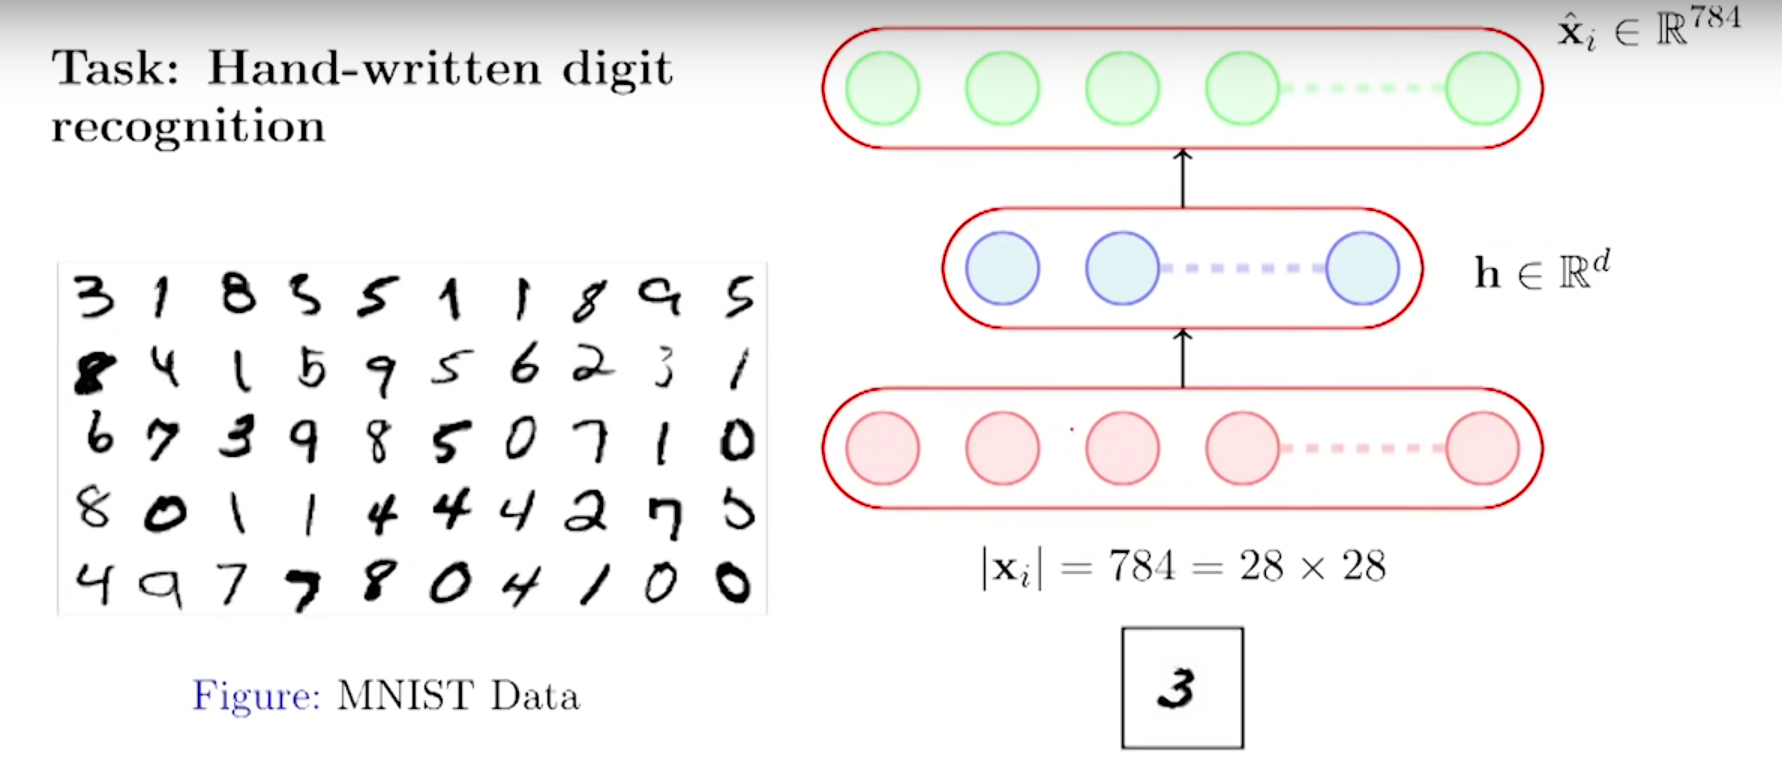 Task: Hand-written digit
recognition
3 1 8 5 5 1 1 8 9 5
8 4 1 5 9 5 6 2 3 1
6 7 3 9 8 5 0 7 1 0
8 0 1 1 4 4 4 2 7 5
4 9 7 7 8 0 4 1 0 0
Figure: MNIST Data
x̂ᵢ ∈ ℝ⁷⁸⁴
h ∈ ℝᵈ
|xᵢ| = 784 = 28 × 28
3